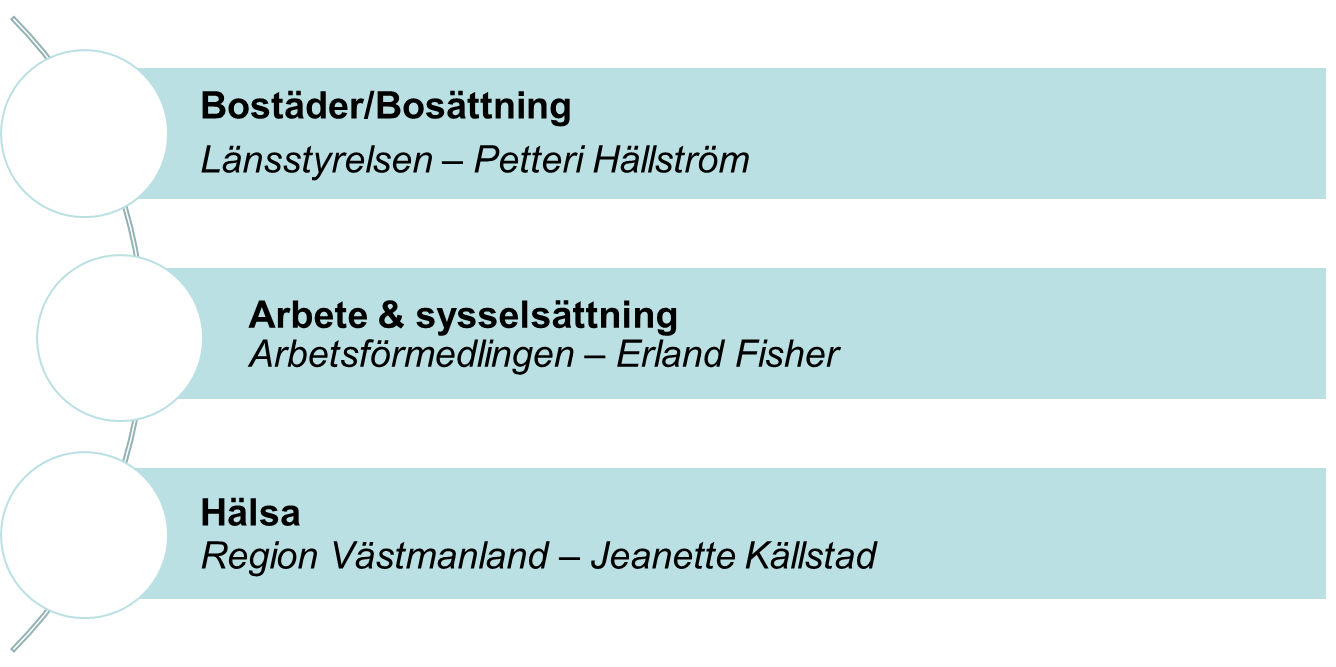 Bostäder/Bosättning
Länsstyrelsen – Petteri Hällström
Arbete & sysselsättning
Arbetsförmedlingen – Erland Fisher
Hälsa
Region Västmanland – Jeanette Källstad